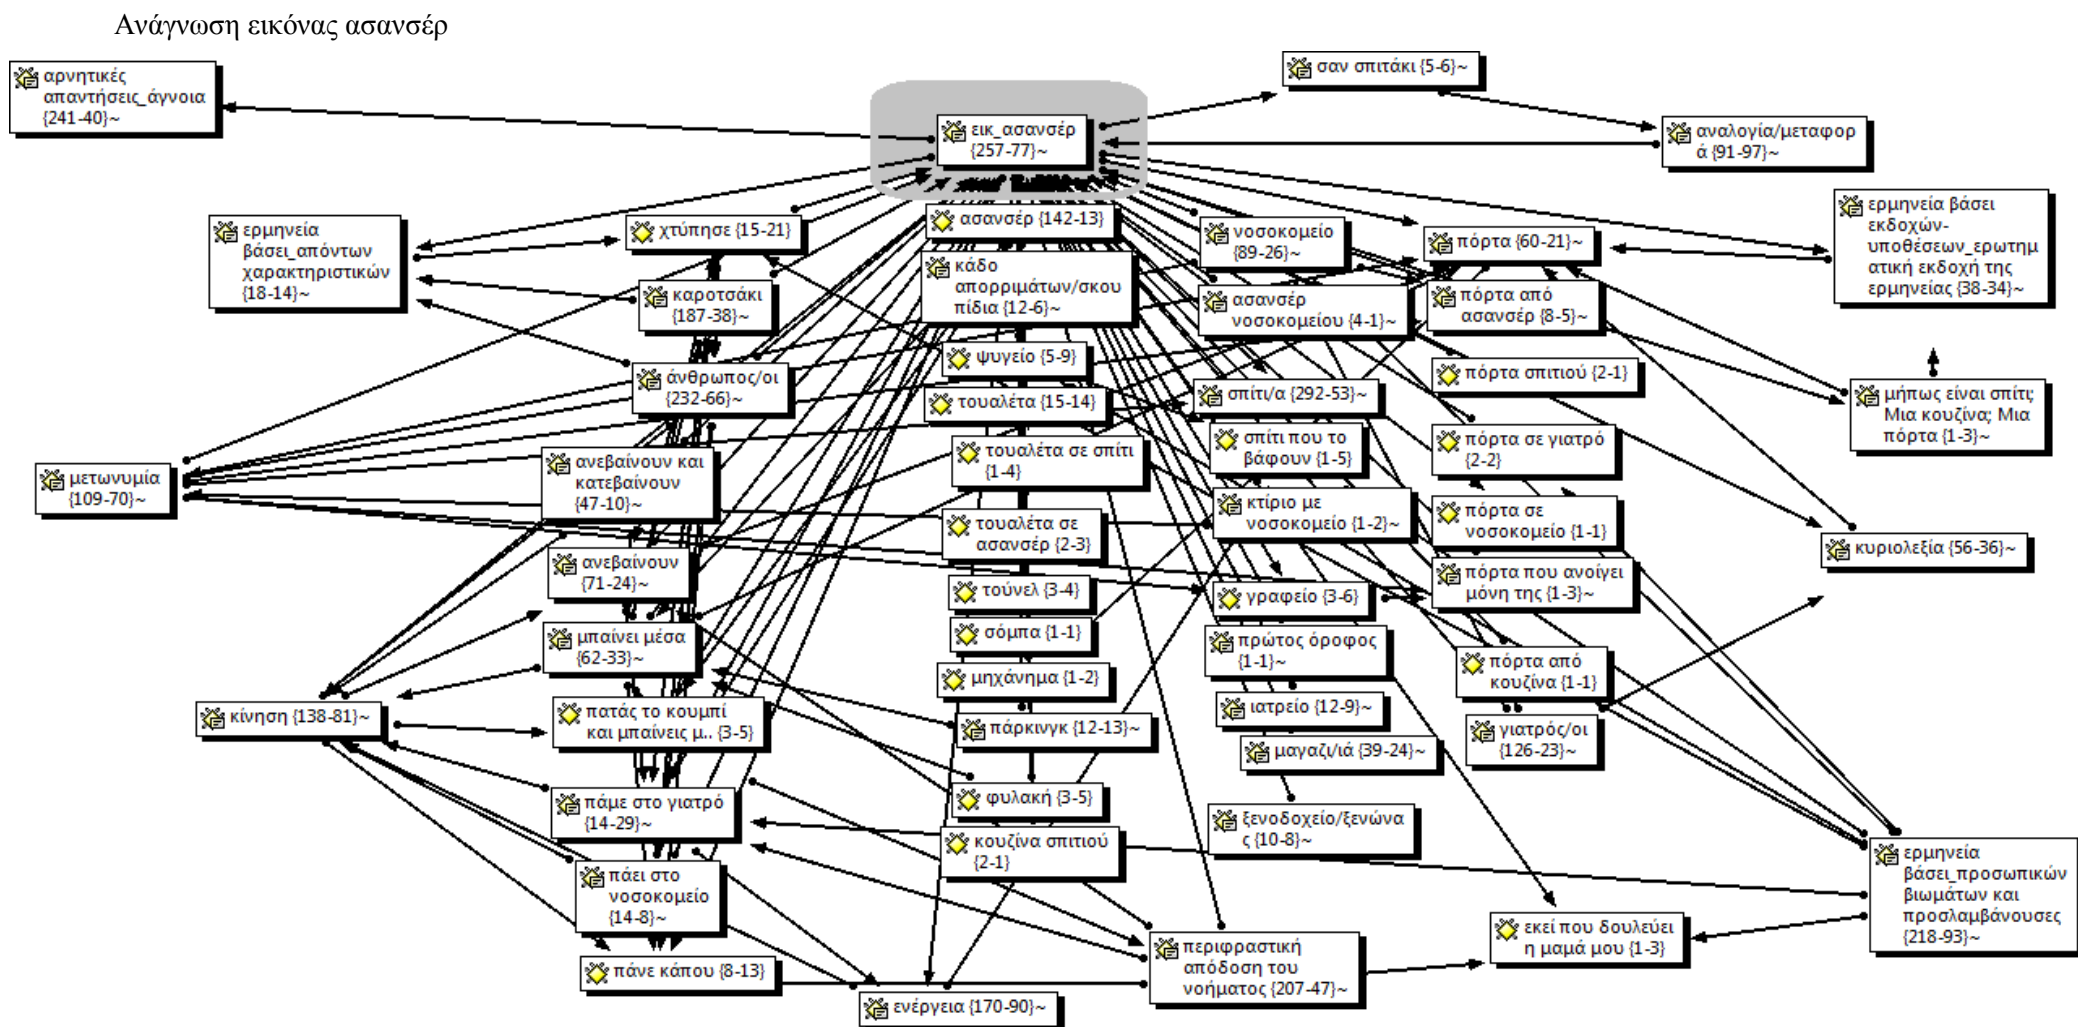 Ανάγνωση εικόνας ασανσέρ
αρνητικές
απαντήσεις_άγνοια
{241-40}~
εικ_ασανσέρ
{257-77}~
σαν σπιτάκι {5-6}~
αναλογία/μεταφορ
ά {91-97}~
ερμηνεία
βάσει_απόντων
χαρακτηριστικών
{18-14}~
χτύπησε {15-21}
καροτσάκι
{187-38}~
άνθρωπος/οι
{232-66}~
ασανσέρ {142-13}
κάδο
απορριμάτων/σκου
πίδια {12-6}~
ψυγείο {5-9}
τουαλέτα {15-14}
τουαλέτα σε σπίτι
{1-4}
τουαλέτα σε
ασανσέρ {2-3}
τούνελ {3-4}
σόμπα {1-1}
μηχάνημα {1-2}
πάρκινγκ {12-13}~
φυλακή {3-5}
κουζίνα σπιτιού
{2-1}
νοσοκομείο
{89-26}~
ασανσέρ
νοσοκομείου {4-1}~
σπίτι/α {292-53}~
σπίτι που το
βάφουν {1-5}
κτίριο με
νοσοκομείο {1-2}~
γραφείο {3-6}
πρώτος όροφος
{1-1}~
ιατρείο {12-9}~
μαγαζι/ιά {39-24}~
ξενοδοχείο/ξενώνα
ς {10-8}~
πόρτα {60-21}~
πόρτα από
ασανσέρ {8-5}~
πόρτα σπιτιού {2-1}
πόρτα σε γιατρό
{2-2}
πόρτα σε
νοσοκομείο {1-1}
πόρτα που ανοίγει
μόνη της {1-3}~
πόρτα από
κουζίνα {1-1}
γιατρός/οι
{126-23}~
ερμηνεία βάσει
εκδοχών-
υποθέσεων_ερωτημ
ατική εκδοχή της
ερμηνείας {38-34}~
μήπως είναι σπίτι;
Μια κουζίνα; Μια
πόρτα {1-3}~
κυριολεξία {56-36}~
μετωνυμία
{109-70}~
ανεβαίνουν και
κατεβαίνουν
{47-10}~
ανεβαίνουν
{71-24}~
μπαίνει μέσα
{62-33}~
κίνηση {138-81}~
πατάς το κουμπί
και μπαίνεις μ.. {3-5}
πάμε στο γιατρό
{14-29}~
πάει στο
νοσοκομείο
{14-8}~
πάνε κάπου {8-13}
ενέργεια {170-90}~
περιφραστική
απόδοση του
νοήματος {207-47}~
εκεί που δουλεύει
η μαμά μου {1-3}
ερμηνεία
βάσει_προσωπικών
βιωμάτων και
προσλαμβάνουσες
{218-93}~